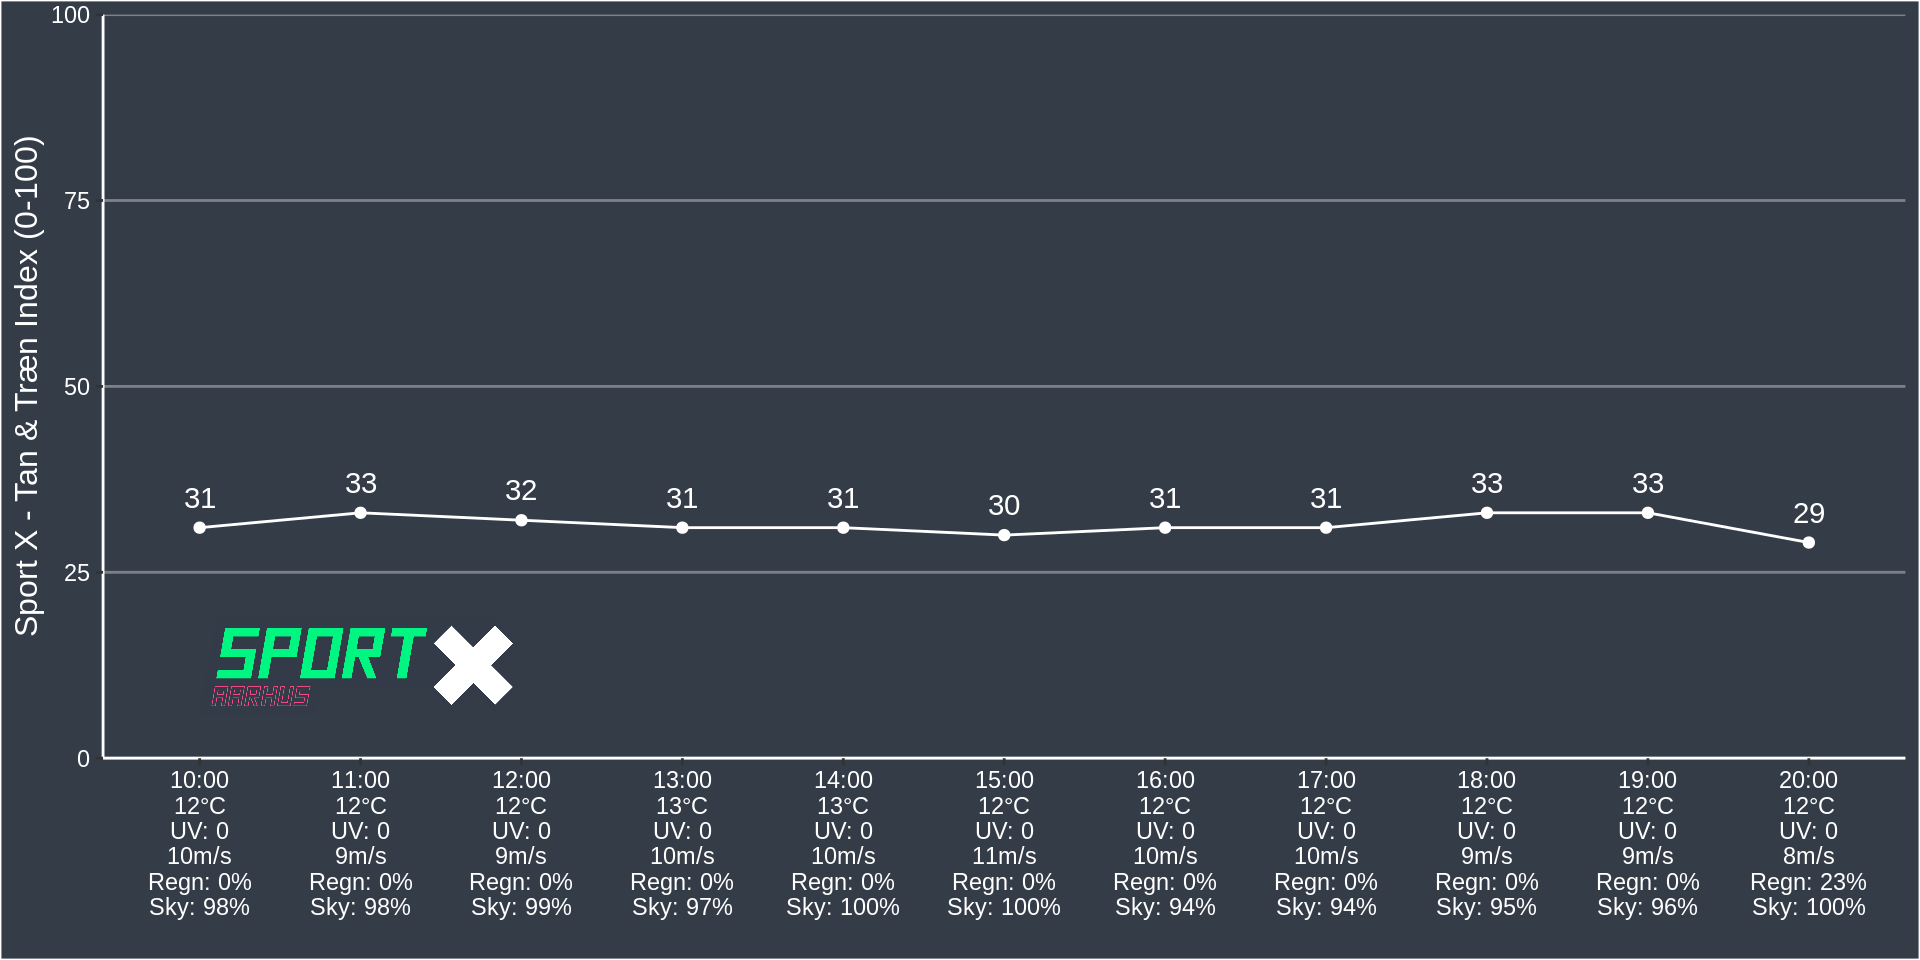 Sport X - Tan & Træn Index (0-100)
100
75
50
25
0
31
33
32
31
31
30
31
31
33
33
29
SPORT X
AARHUS
10:00
12°C
UV: 0
10m/s
Regn: 0%
Sky: 98%
11:00
12°C
UV: 0
9m/s
Regn: 0%
Sky: 98%
12:00
12°C
UV: 0
9m/s
Regn: 0%
Sky: 99%
13:00
13°C
UV: 0
10m/s
Regn: 0%
Sky: 97%
14:00
13°C
UV: 0
10m/s
Regn: 0%
Sky: 100%
15:00
12°C
UV: 0
11m/s
Regn: 0%
Sky: 100%
16:00
12°C
UV: 0
10m/s
Regn: 0%
Sky: 94%
17:00
12°C
UV: 0
10m/s
Regn: 0%
Sky: 94%
18:00
12°C
UV: 0
9m/s
Regn: 0%
Sky: 95%
19:00
12°C
UV: 0
9m/s
Regn: 0%
Sky: 96%
20:00
12°C
UV: 0
8m/s
Regn: 23%
Sky: 100%